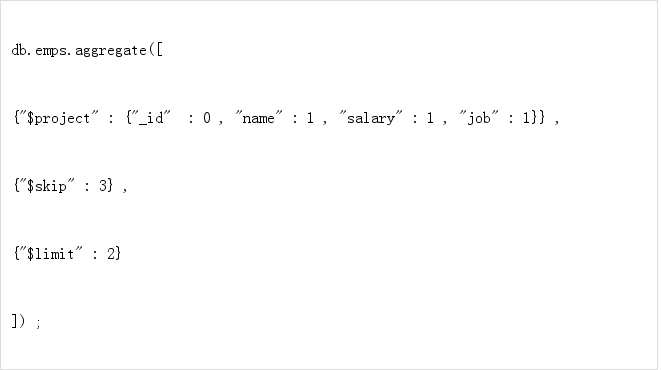 db.emps.aggregate([
{"$project" : {"_id"  : 0 , "name" : 1 , "salary" : 1 , "job" : 1}} ,
{"$skip" : 3} ,
{"$limit" : 2}
]) ;